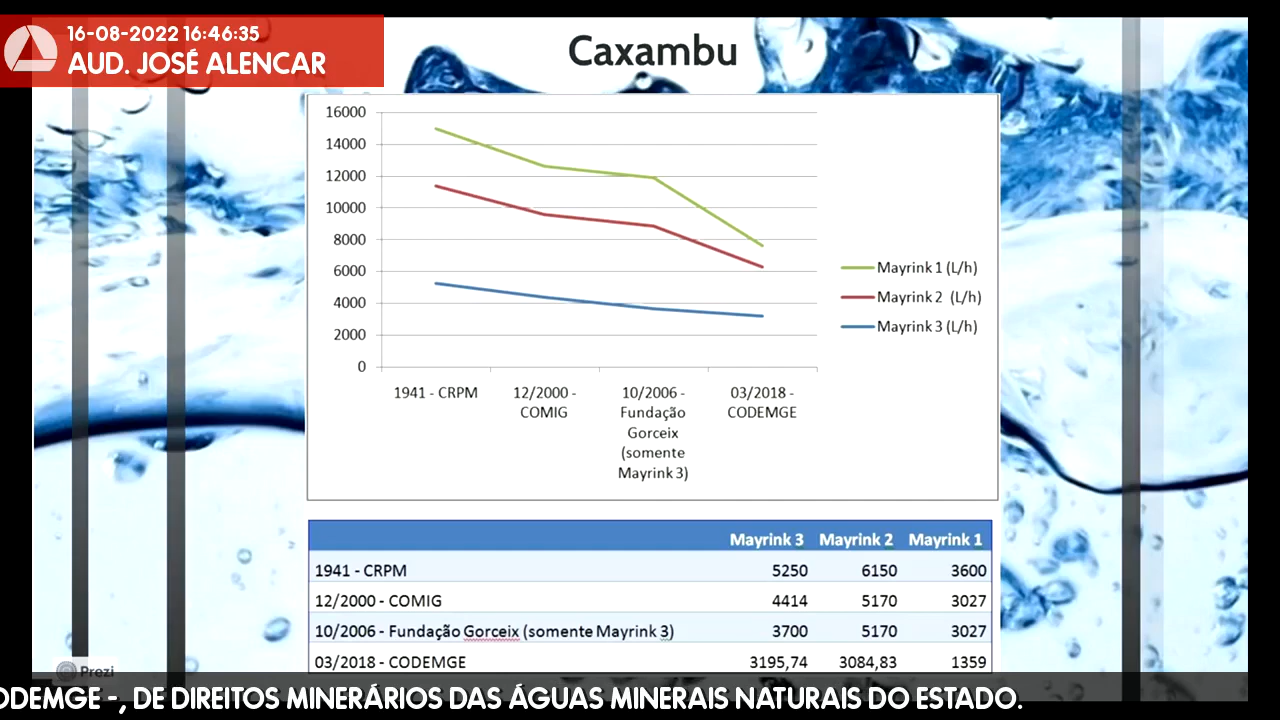 16-08-2022 16:46:35
AUD. JOSÉ ALENCAR
Caxambu
16000
14000
12000
10000
8000
6000
4000
2000
0
1941 - CRPM
12/2000 -
COMIG
10/2006 -
Fundação
Gorceix
(somente
Mayrink 3)
03/2018 -
CODEMGE
Mayrink 1 (L/h)
Mayrink 2 (L/h)
Mayrink 3 (L/h)
Mayrink 3 Mayrink 2 Mayrink 1
1941 - CRPM 5250 6150 3600
12/2000 - COMIG 4414 5170 3027
10/2006 - Fundação Gorceix (somente Mayrink 3) 3700 5170 3027
03/2018 - CODEMGE 3195,74 3084,83 1359
Prezi
ODEMGE -, DE DIREITOS MINERÁRIOS DAS ÁGUAS MINERAIS NATURAIS DO ESTADO.